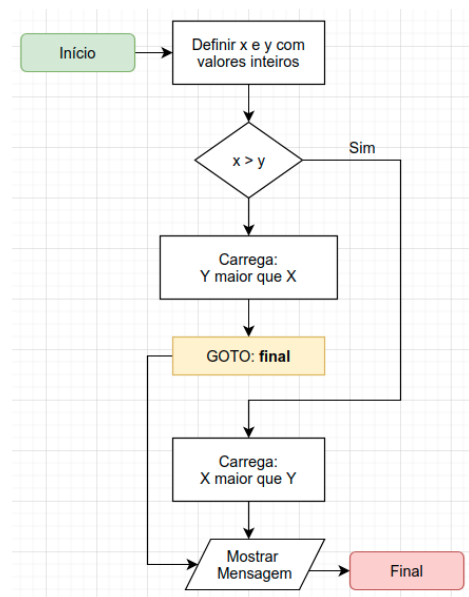 Início
Definir x e y com
valores inteiros
x > y
Sim
Carrega:
Y maior que X
GOTO: final
Carrega:
X maior que Y
Mostrar
Mensagem
Final